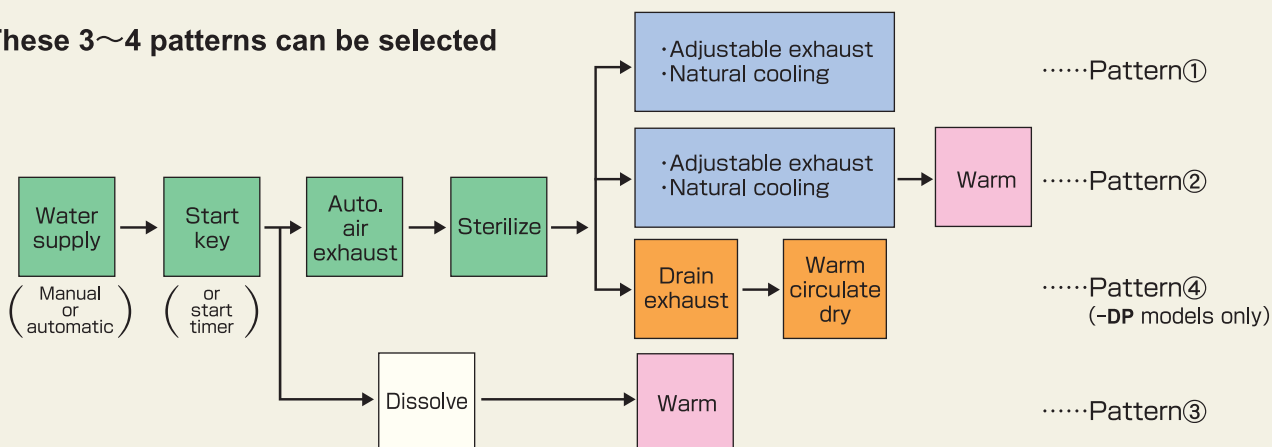 These 3〜4 patterns can be selected
・Adjustable exhaust
・Natural cooling
……Pattern①
・Adjustable exhaust
・Natural cooling
Warm
……Pattern②
Water
supply
(Manual
or
automatic)
Start
key
(or
start
timer)
Auto.
air
exhaust
Sterilize
Drain
exhaust
Warm
circulate
dry
……Pattern④
(-DP models only)
Dissolve
Warm
……Pattern③